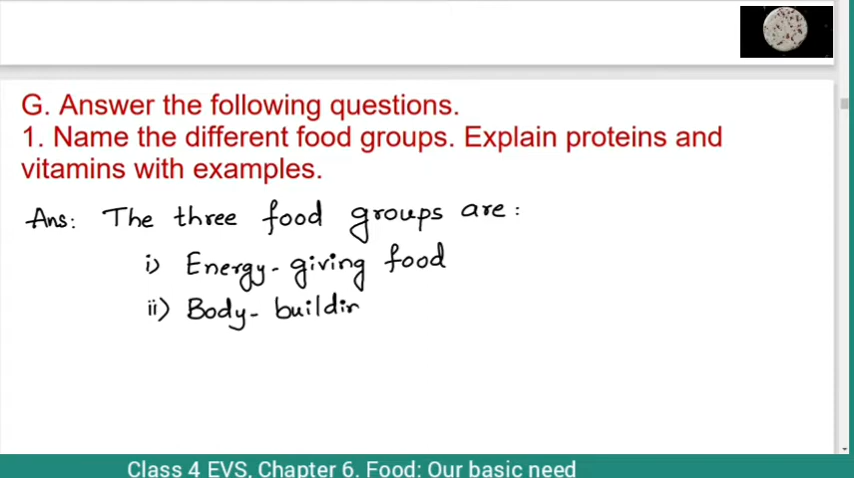 G. Answer the following questions.
1. Name the different food groups. Explain proteins and
vitamins with examples.
Ans: The three food groups are:
i) Energy-giving food
ii) Body-buildin
Class 4 EVS, Chapter 6. Food: Our basic need